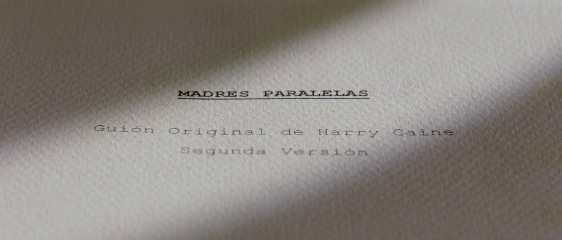 MADRES PARALELAS
Guión Original de Harry Caine
Segunda Versión